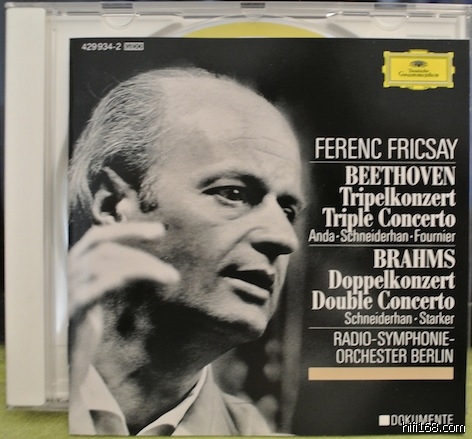 429 934-2
Deutsche
Grammophon
FERENC FRICSAY
BEETHOVEN
Tripelkonzert
Triple Concerto
Anda · Schneiderhan · Fournier
BRAHMS
Doppelkonzert
Double Concerto
Schneiderhan · Starker
RADIO-SYMPHONIE-
ORCHESTER BERLIN
DOKUMENTE